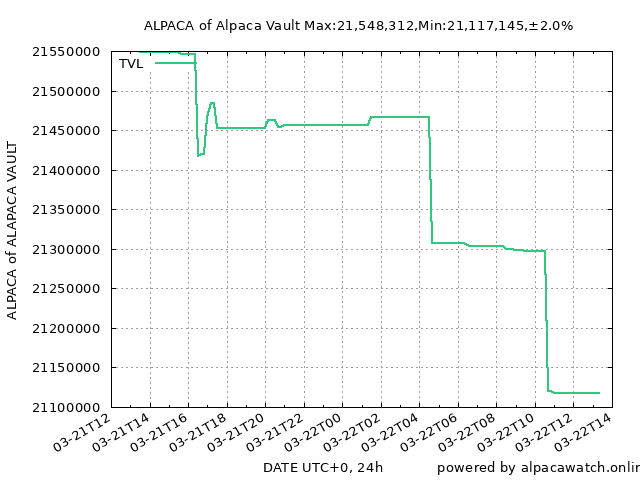 ALPACA of Alpaca Vault Max:21,548,312,Min:21,117,145,±2.0%
TVL
21550000
21500000
21450000
21400000
21350000
21300000
21250000
21200000
21150000
21100000
ALPACA of ALAPACA VAULT
03-21T12
03-21T14
03-21T16
03-21T18
03-21T20
03-21T22
03-22T00
03-22T02
03-22T04
03-22T06
03-22T08
03-22T10
03-22T12
03-22T14
DATE UTC+0, 24h
powered by alpacawatch.onlin